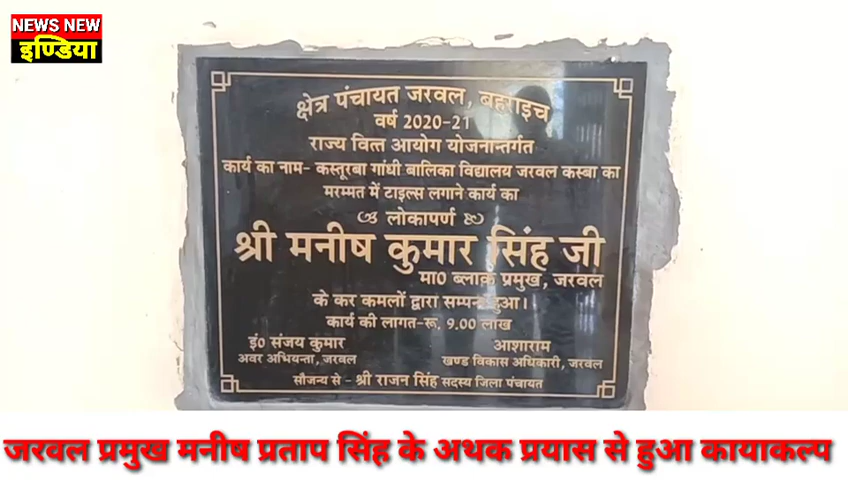 NEWS NEW
इण्डिया
क्षेत्र पंचायत जरवल, बहराइच
वर्ष 2020-21
राज्य वित्त आयोग योजनान्तर्गत
कार्य का नाम- कस्तूरबा गांधी बालिका विद्यालय जरवल कस्बा का
मरम्मत में टाइल्स लगाने कार्य का
लोकापर्ण
श्री मनीष कुमार सिंह जी
मा0 ब्लाक प्रमुख, जरवल
के कर कमलों द्वारा सम्पन्न हुआ।
कार्य की लागत-रू. 9.00 लाख
इं0 संजय कुमार आशाराम
अवर अभियन्ता, जरवल खण्ड विकास अधिकारी, जरवल
सौजन्य से - श्री राजन सिंह सदस्य जिला पंचायत
जरवल प्रमुख मनीष प्रताप सिंह के अथक प्रयास से हुआ कायाकल्प